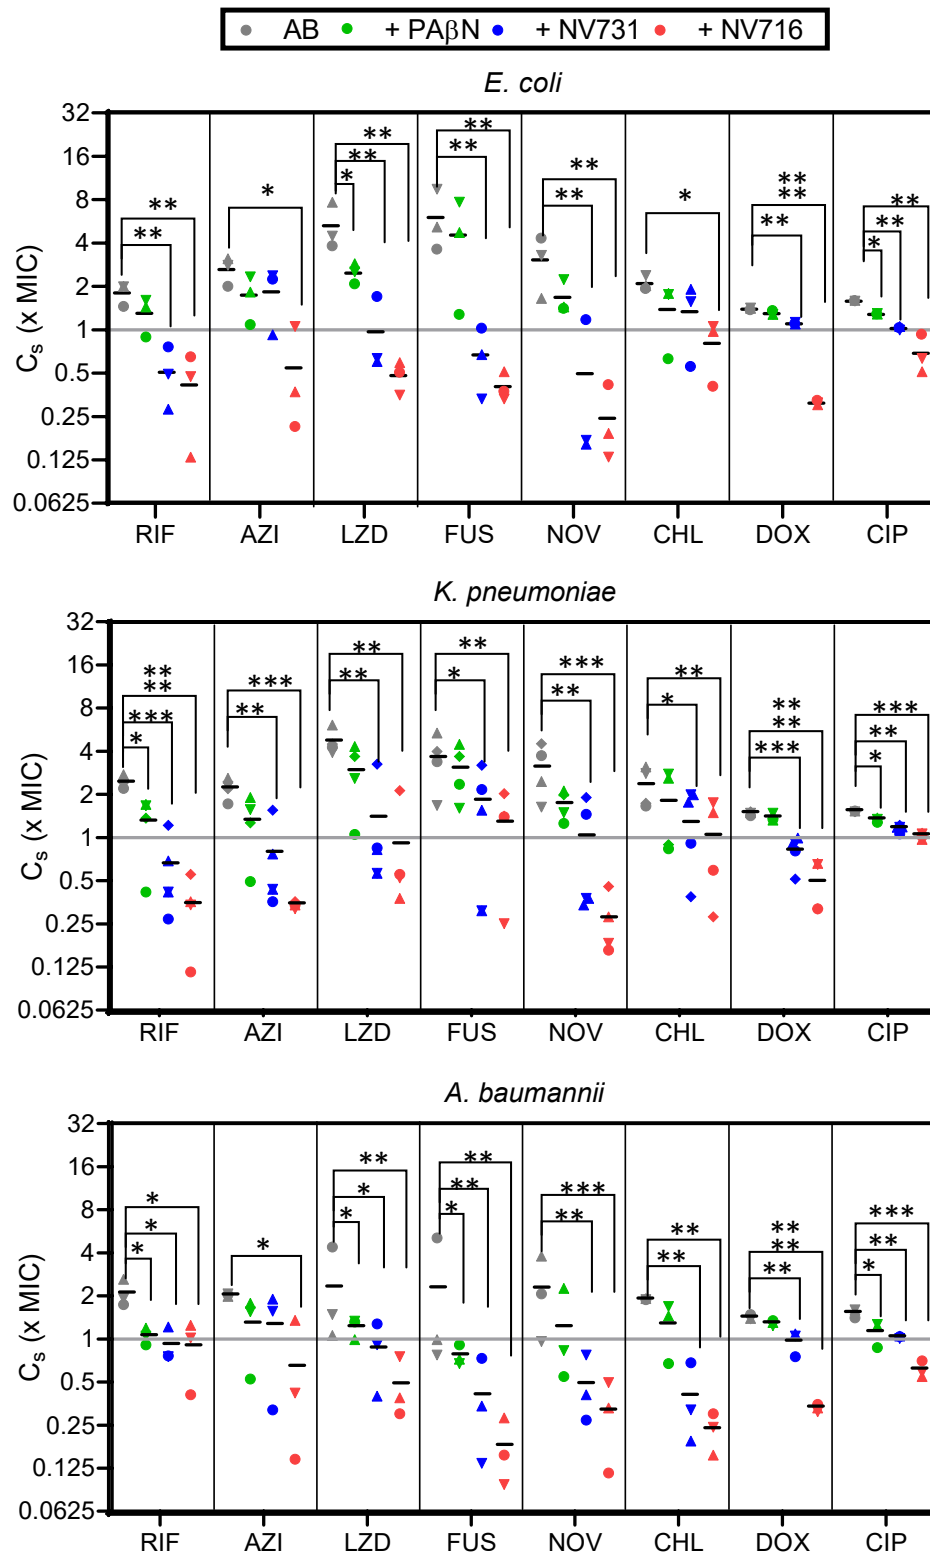 AB + PAβN + NV731 + NV716
E. coli
32
16
8
4
2
1
0.5
0.25
0.125
0.0625
Cs (x MIC)
** ** * ** ** * ** ** ** ** ** * ** ** ** ** ** *
RIF AZI LZD FUS NOV CHL DOX CIP
K. pneumoniae
32
16
8
4
2
1
0.5
0.25
0.125
0.0625
Cs (x MIC)
** ** *** * *** ** ** ** ** * *** ** ** * ** ** *** *** ** *
RIF AZI LZD FUS NOV CHL DOX CIP
A. baumannii
32
16
8
4
2
1
0.5
0.25
0.125
0.0625
Cs (x MIC)
* * * * ** * * ** ** * *** ** ** ** ** ** ** *** ** *
RIF AZI LZD FUS NOV CHL DOX CIP